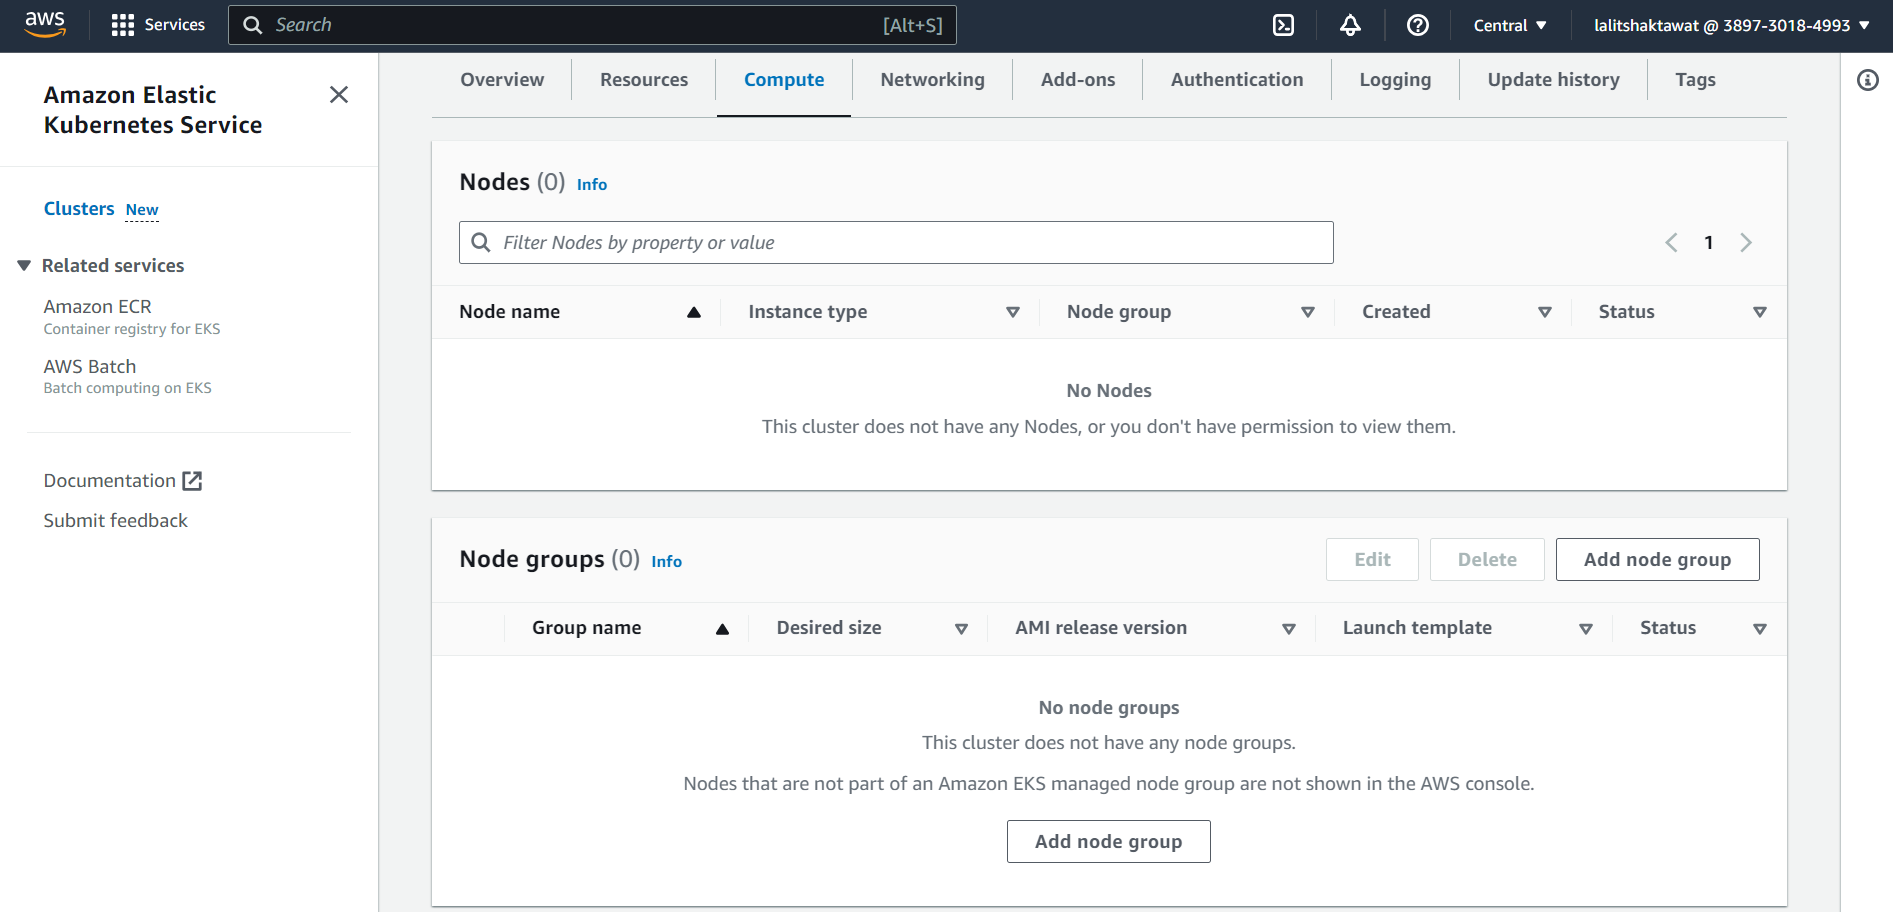 aws
Services
Search
[Alt+S]
Central
lalitshaktawat @ 3897-3018-4993
Amazon Elastic
Kubernetes Service
Clusters New
Related services
Amazon ECR
Container registry for EKS
AWS Batch
Batch computing on EKS
Documentation
Submit feedback
Overview
Resources
Compute
Networking
Add-ons
Authentication
Logging
Update history
Tags
Nodes (0) Info
Filter Nodes by property or value
1
Node name
Instance type
Node group
Created
Status
No Nodes
This cluster does not have any Nodes, or you don't have permission to view them.
Node groups (0) Info
Edit
Delete
Add node group
Group name
Desired size
AMI release version
Launch template
Status
No node groups
This cluster does not have any node groups.
Nodes that are not part of an Amazon EKS managed node group are not shown in the AWS console.
Add node group